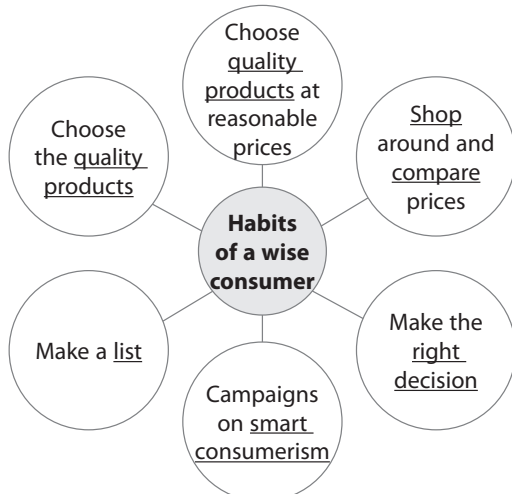 Choose
quality
products at
reasonable
prices
Choose
the quality
products
Shop
around and
compare
prices
Habits
of a wise
consumer
Make a list
Make the
right
decision
Campaigns
on smart
consumerism